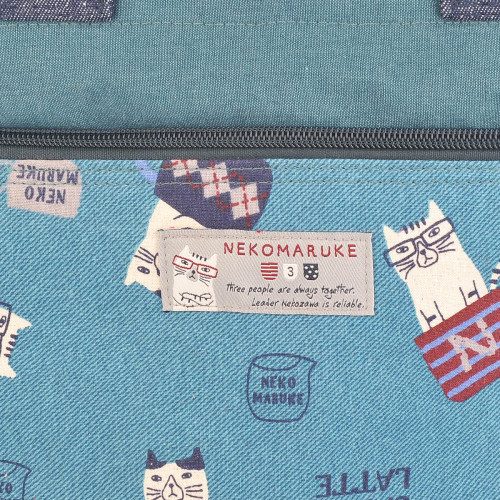 NEKO
MARUKE
NEKOMARUKE
3
Three people are always together.
Leader Nekozawa is reliable.
N
NEKO
MARUKE
LATTE